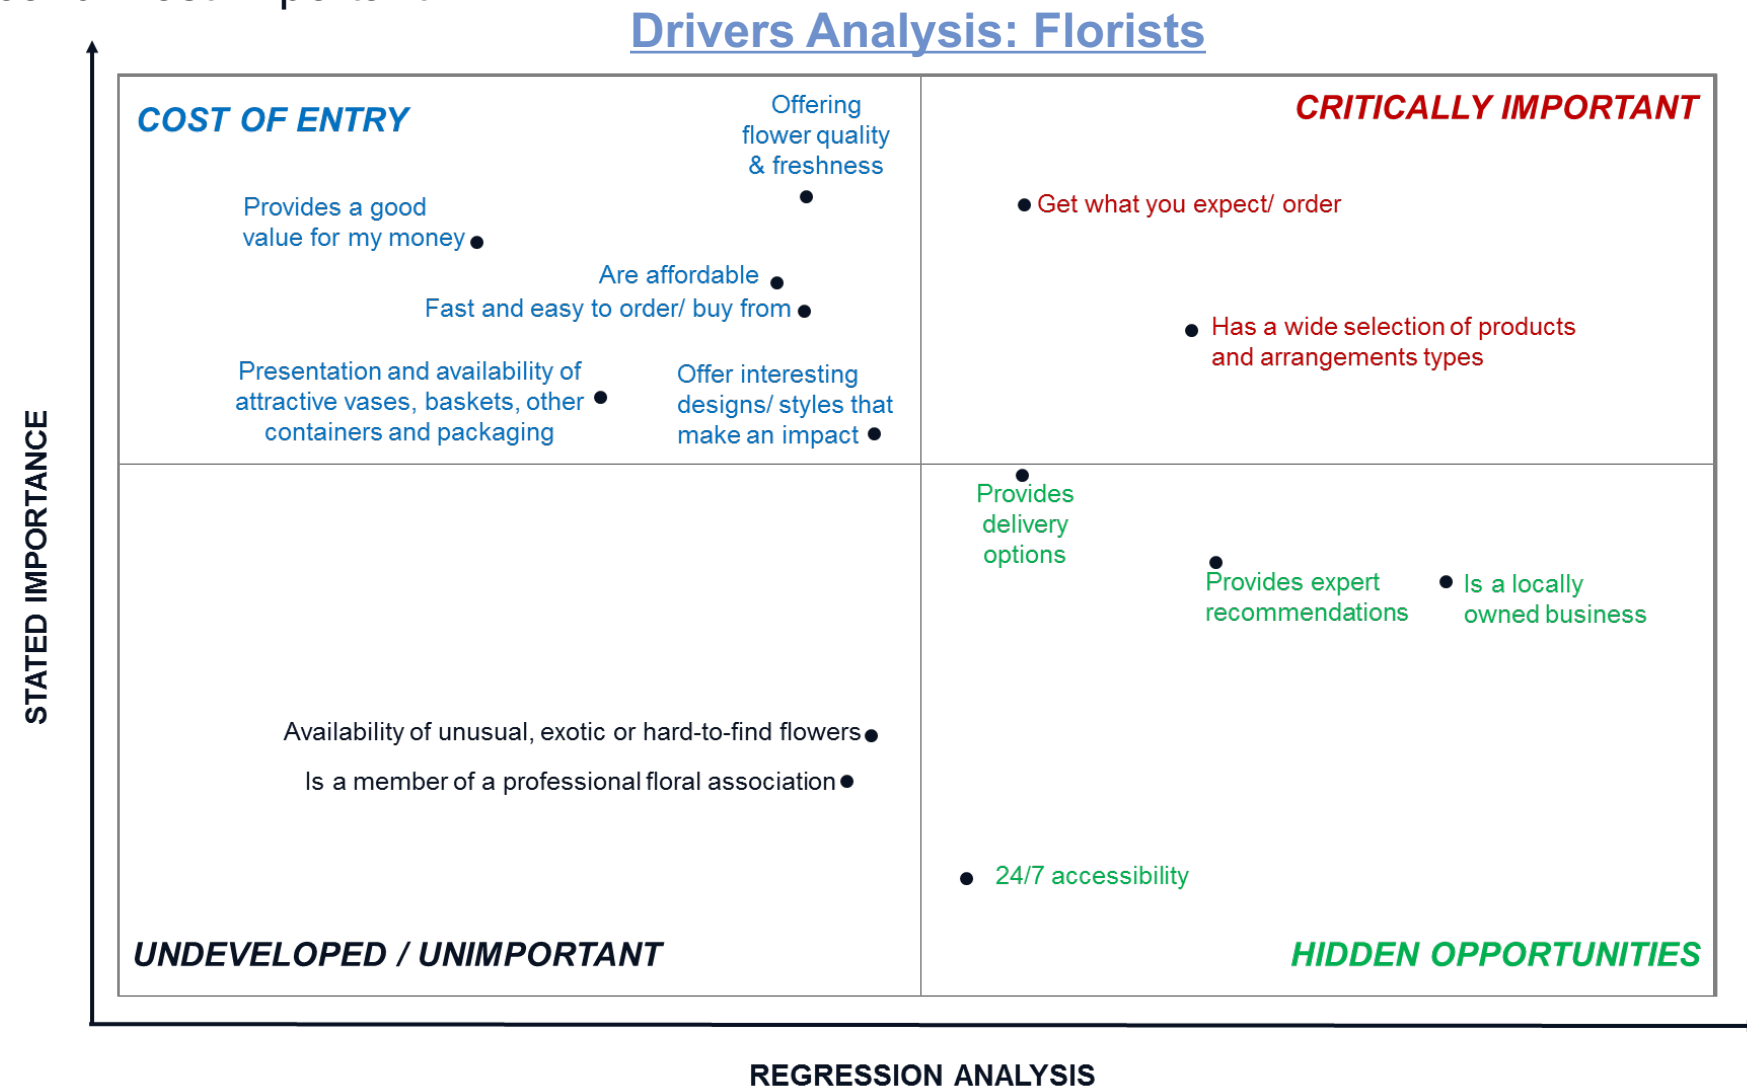 Drivers Analysis: Florists
COST OF ENTRY
CRITICALLY IMPORTANT
Offering
flower quality
& freshness
Provides a good
value for my money
Get what you expect/ order
Are affordable
Fast and easy to order/ buy from
Has a wide selection of products
and arrangements types
Presentation and availability of
attractive vases, baskets, other
containers and packaging
Offer interesting
designs/ styles that
make an impact
STATED IMPORTANCE
Provides
delivery
options
Provides expert
recommendations
Is a locally
owned business
Availability of unusual, exotic or hard-to-find flowers
Is a member of a professional floral association
24/7 accessibility
UNDEVELOPED / UNIMPORTANT
HIDDEN OPPORTUNITIES
REGRESSION ANALYSIS